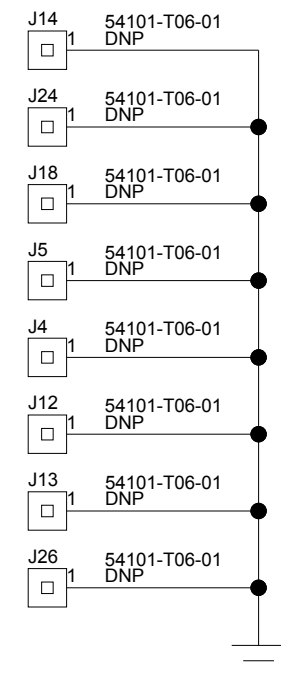 J14 54101-T06-01
1 DNP
J24 54101-T06-01
1 DNP
J18 54101-T06-01
1 DNP
J5 54101-T06-01
1 DNP
J4 54101-T06-01
1 DNP
J12 54101-T06-01
1 DNP
J13 54101-T06-01
1 DNP
J26 54101-T06-01
1 DNP